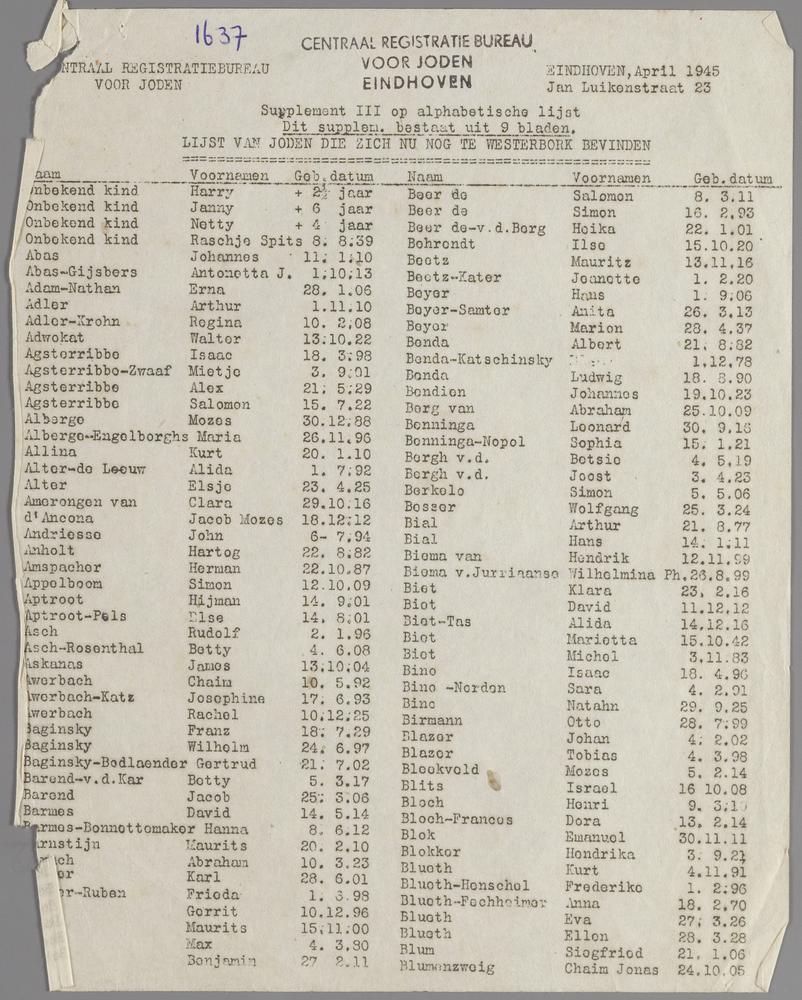 1637
CENTRAAL REGISTRATIE BUREAU
VOOR JODEN
EINDHOVEN
NTRAAL REGISTRATIEBUREAU
VOOR JODEN
EINDHOVEN, April 1945
Jan Luikenstraat 23
Supplement III op alphabetische lijst
Dit supplem. bestaat uit 9 bladen.
LIJST VAN JODEN DIE ZICH NU NOG TE WESTERBORK BEVINDEN
==================================================
aam Voornamen Geb.datum
nbekend kind Harry + 2½ jaar
Onbekend kind Janny + 6 jaar
Onbekend kind Netty + 4 jaar
Onbekend kind Raschje Spits 8. 8.39
Abas Johannes 11. 1.10
Abas-Gijsbers Antonetta J. 1.10.13
Adam-Nathan Erna 28. 1.06
Adler Arthur 1.11.10
Adler-Krohn Regina 10. 2.08
Adwokat Walter 13.10.22
Agsterribbe Isaac 18. 3.98
Agsterribbe-Zwaaf Mietje 3. 9.01
Agsterribbe Alex 21. 5.29
Agsterribbe Salomon 15. 7.22
Alberge Mozes 30.12.88
Alberge-Engelborghs Maria 26.11.96
Allina Kurt 20. 1.10
Alter-de Leeuw Alida 1. 7.92
Alter Elsje 23. 4.25
Amerongen van Clara 29.10.16
d'Ancona Jacob Mozes 18.12.12
Andriesse John 6- 7.94
Anholt Hartog 22. 8.82
Amspacher Herman 22.10.87
Appelboom Simon 12.10.09
Aptroot Hijman 14. 9.01
Aptroot-Pels Else 14. 8.01
Asch Rudolf 2. 1.96
Asch-Rosenthal Betty 4. 6.08
Askanas James 13.10.04
Awerbach Chaim 10. 5.92
Awerbach-Katz Josephine 17. 6.93
Awerbach Rachel 10.12.25
Baginsky Franz 18. 7.29
Baginsky Wilhelm 24. 6.97
Baginsky-Bodlaender Gertrud 21. 7.02
Barend-v.d.Kar Betty 5. 3.17
Barend Jacob 25. 3.06
Barmes David 14. 5.14
Barmes-Bonnettemaker Hanna 8. 6.12
rnstijn Maurits 20. 2.10
ch Abraham 10. 3.23
er Karl 28. 6.01
er-Ruben Frieda 1. 3.98
Gerrit 10.12.96
Maurits 15.11.00
Max 4. 3.80
Benjamin 27 2.11
Naam Voornamen Geb.datum
Beer de Salomon 8. 3.11
Beer de Simon 16. 2.93
Beer de-v.d.Berg Heika 22. 1.01
Behrendt Ilse 15.10.20
Beetz Mauritz 13.11.16
Beetz-Kater Jeanette 1. 2.20
Beyer Hans 1. 9.06
Beyer-Samter Anita 26. 3.13
Beyer Marion 28. 4.37
Benda Albert 21. 8.82
Benda-Katschinsky 1.12.78
Benda Ludwig 18. 8.90
Bendien Johannes 19.10.23
Berg van Abraham 25.10.09
Benninga Leonard 30. 9.16
Benninga-Nopol Sophia 15. 1.21
Bergh v.d. Betsie 4. 5.19
Bergh v.d. Joost 3. 4.23
Berkelo Simon 5. 5.06
Besser Wolfgang 25. 3.24
Bial Arthur 21. 8.77
Bial Hans 14. 1.11
Biema van Hendrik 12.11.99
Biema v.Jurriaanse Wilhelmina Ph.26.8.99
Biet Klara 23. 2.16
Biet David 11.12.12
Biet-Tas Alida 14.12.16
Biet Marietta 15.10.42
Biet Michel 3.11.83
Bino Isaac 18. 4.96
Bino -Norden Sara 4. 2.91
Bino Natahn 29. 9.25
Birmann Otto 28. 7.99
Blazer Johan 4. 2.02
Blazer Tobias 4. 3.98
Bleekveld Mozes 5. 2.14
Blits Israel 16 10.08
Bloch Henri 9. 3.1
Bloch-Frances Dora 13. 2.14
Blok Emanuel 30.11.11
Blokker Hendrika 3. 9.21
Blueth Kurt 4.11.91
Blueth-Henschel Frederike 1. 2.96
Blueth-Fechheimer Anna 18. 2.70
Blueth Eva 27. 3.26
Blueth Ellen 28. 3.28
Blum Siegfried 21. 1.06
Blumenzweig Chaim Jonas 24.10.05